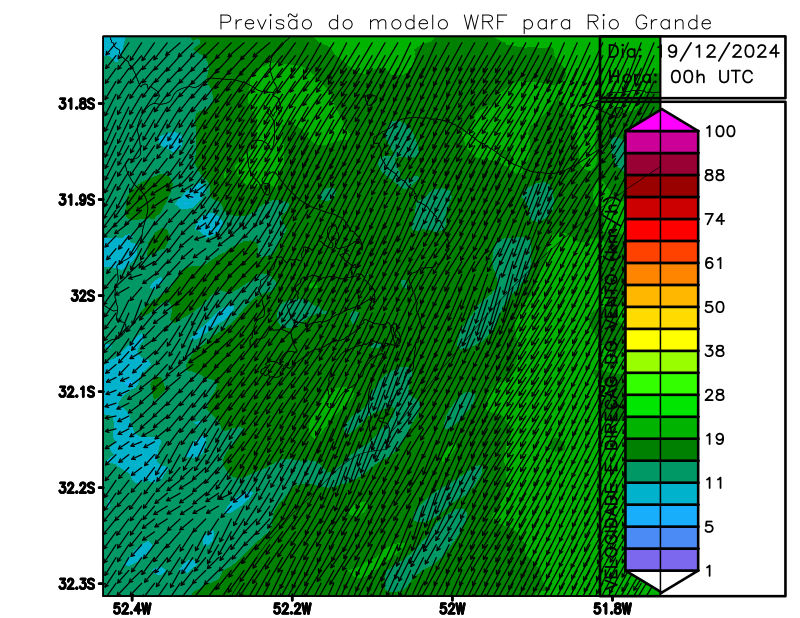 Previsão do modelo WRF para Rio Grande
Dia: 19/12/2024
Hora: 00h UTC
31.8S
31.9S
32S
32.1S
32.2S
32.3S
52.4W
52.2W
52W
51.8W
100
88
74
61
50
38
28
19
11
5
1
VELOCIDADE E DIREÇÃO DO VENTO (km/h)